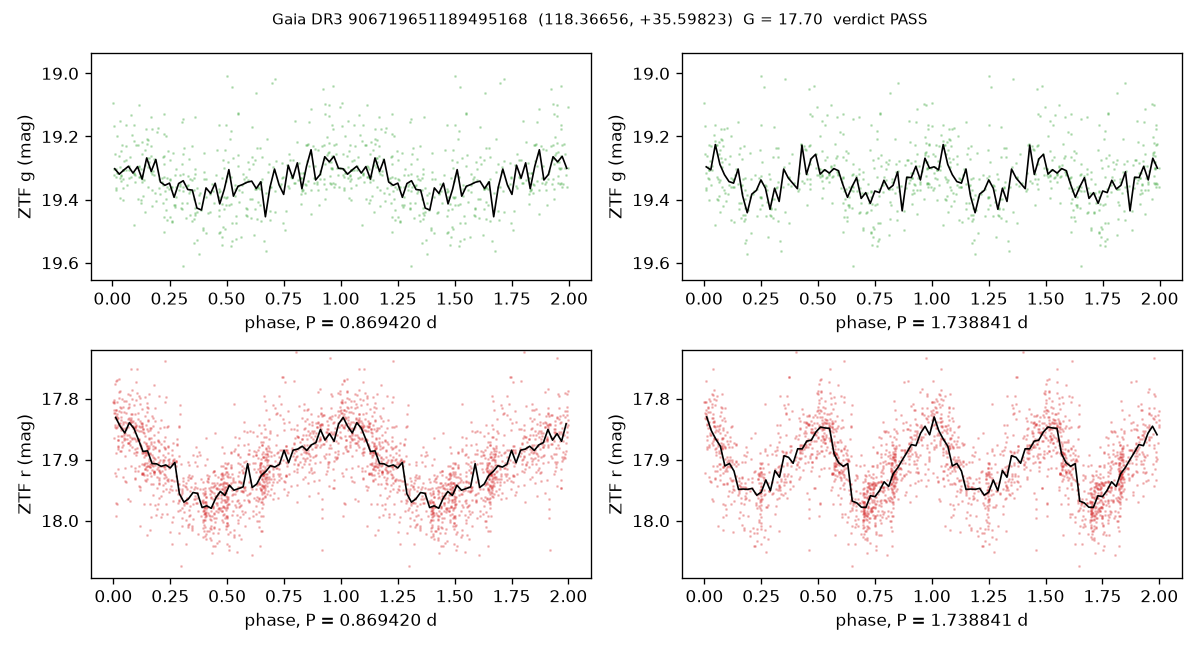 Gaia DR3 906719651189495168 (118.36656, +35.59823) G = 17.70 verdict PASS
ZTF g (mag)
19.0
19.2
19.4
19.6
0.00 0.25 0.50 0.75 1.00 1.25 1.50 1.75 2.00
phase, P = 0.869420 d
ZTF g (mag)
19.0
19.2
19.4
19.6
0.00 0.25 0.50 0.75 1.00 1.25 1.50 1.75 2.00
phase, P = 1.738841 d
ZTF r (mag)
17.8
17.9
18.0
0.00 0.25 0.50 0.75 1.00 1.25 1.50 1.75 2.00
phase, P = 0.869420 d
ZTF r (mag)
17.8
17.9
18.0
0.00 0.25 0.50 0.75 1.00 1.25 1.50 1.75 2.00
phase, P = 1.738841 d